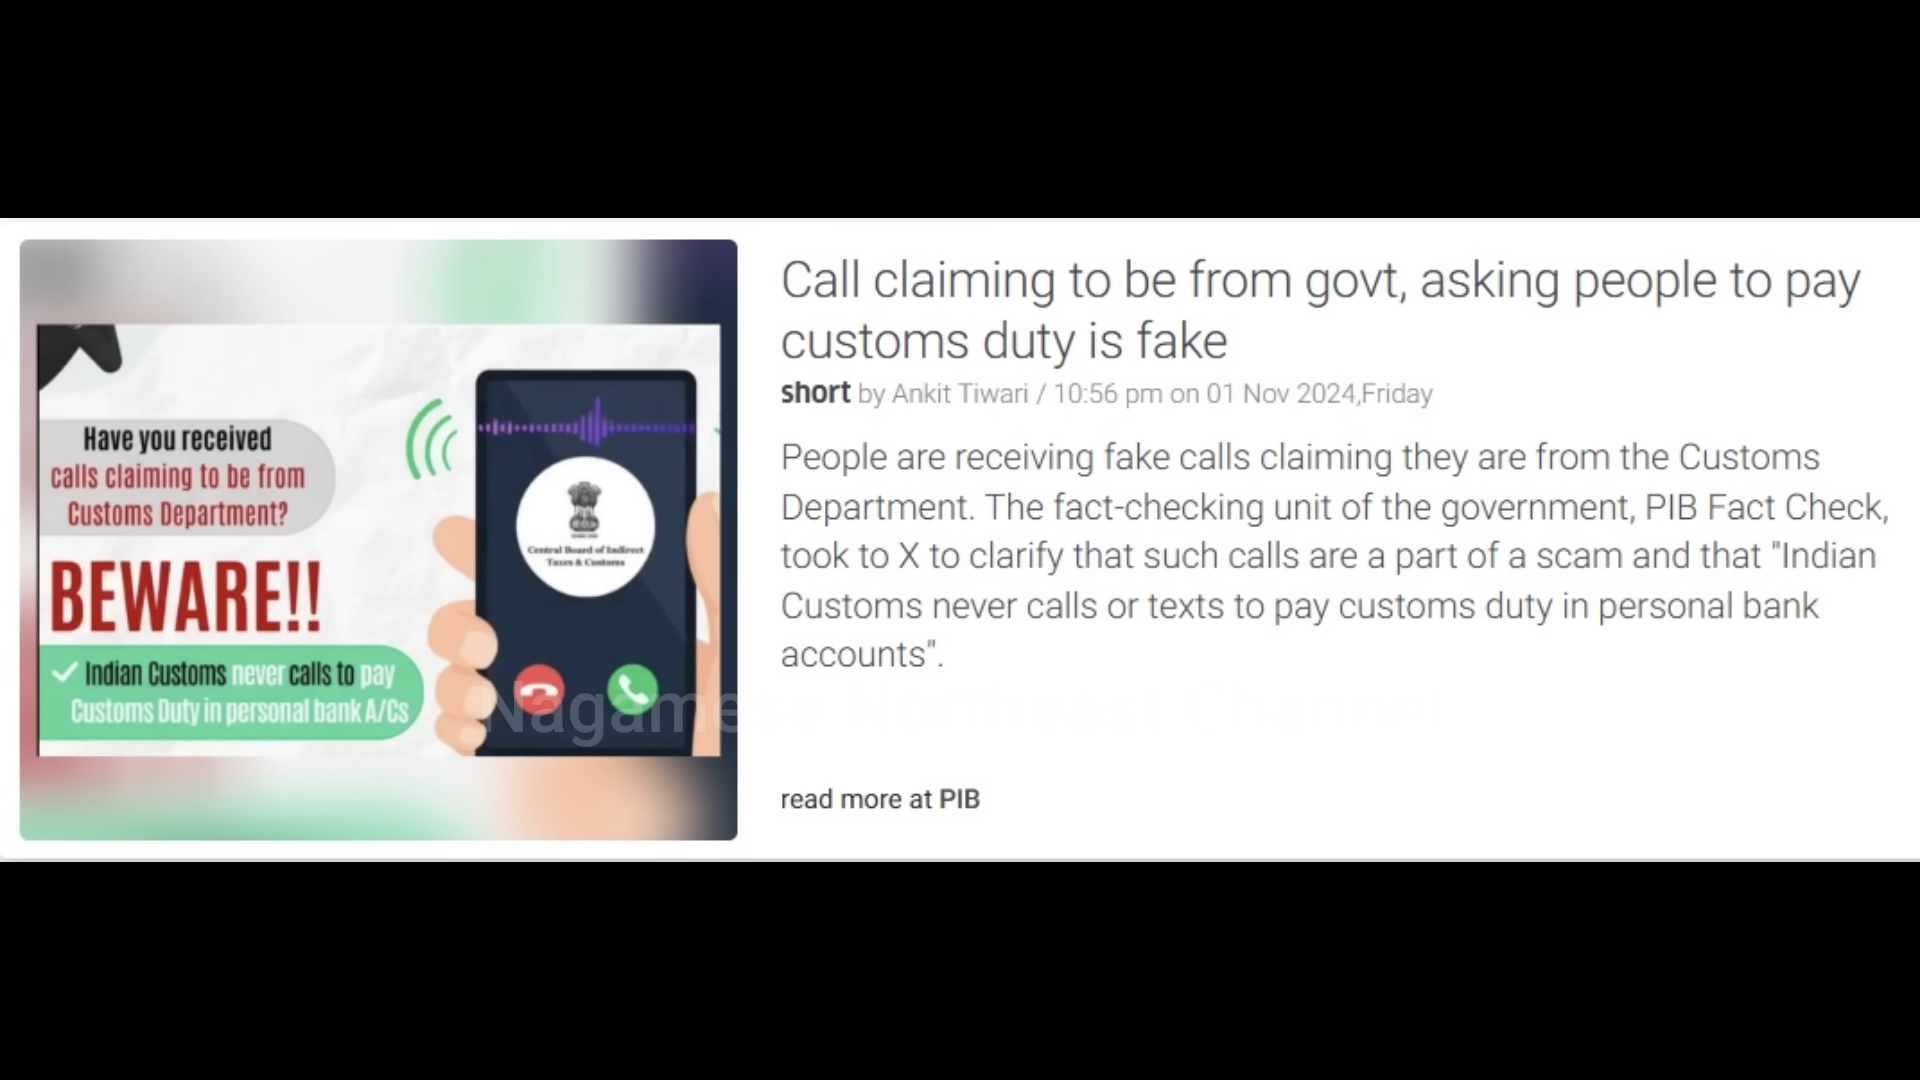 Have you received
calls claiming to be from
Customs Department?
BEWARE!!
Indian Customs never calls to pay
Customs Duty in personal bank A/Cs
Central Board of Indirect
Taxes & Customs
Call claiming to be from govt, asking people to pay
customs duty is fake
short by Ankit Tiwari / 10:56 pm on 01 Nov 2024,Friday
People are receiving fake calls claiming they are from the Customs
Department. The fact-checking unit of the government, PIB Fact Check,
took to X to clarify that such calls are a part of a scam and that "Indian
Customs never calls or texts to pay customs duty in personal bank
accounts".
Nagamese
read more at PIB